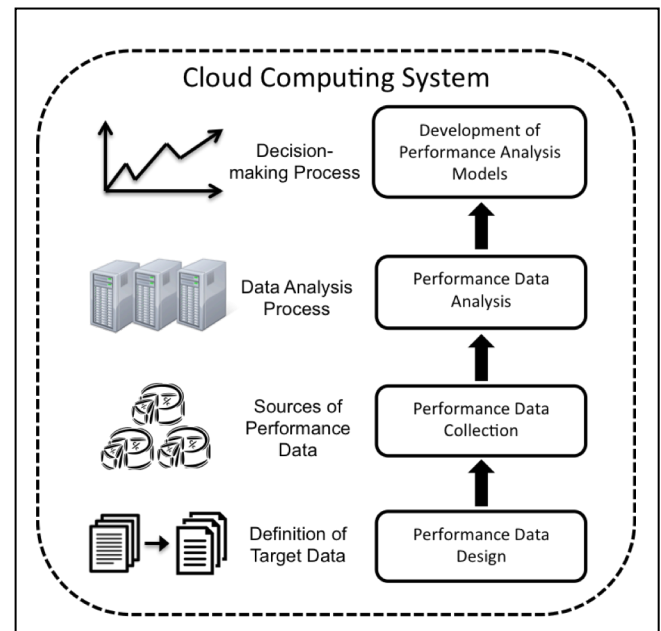 Cloud Computing System
Decision-
making Process
Development of
Performance Analysis
Models
Data Analysis
Process
Performance Data
Analysis
Sources of
Performance
Data
Performance Data
Collection
Definition of
Target Data
Performance Data
Design